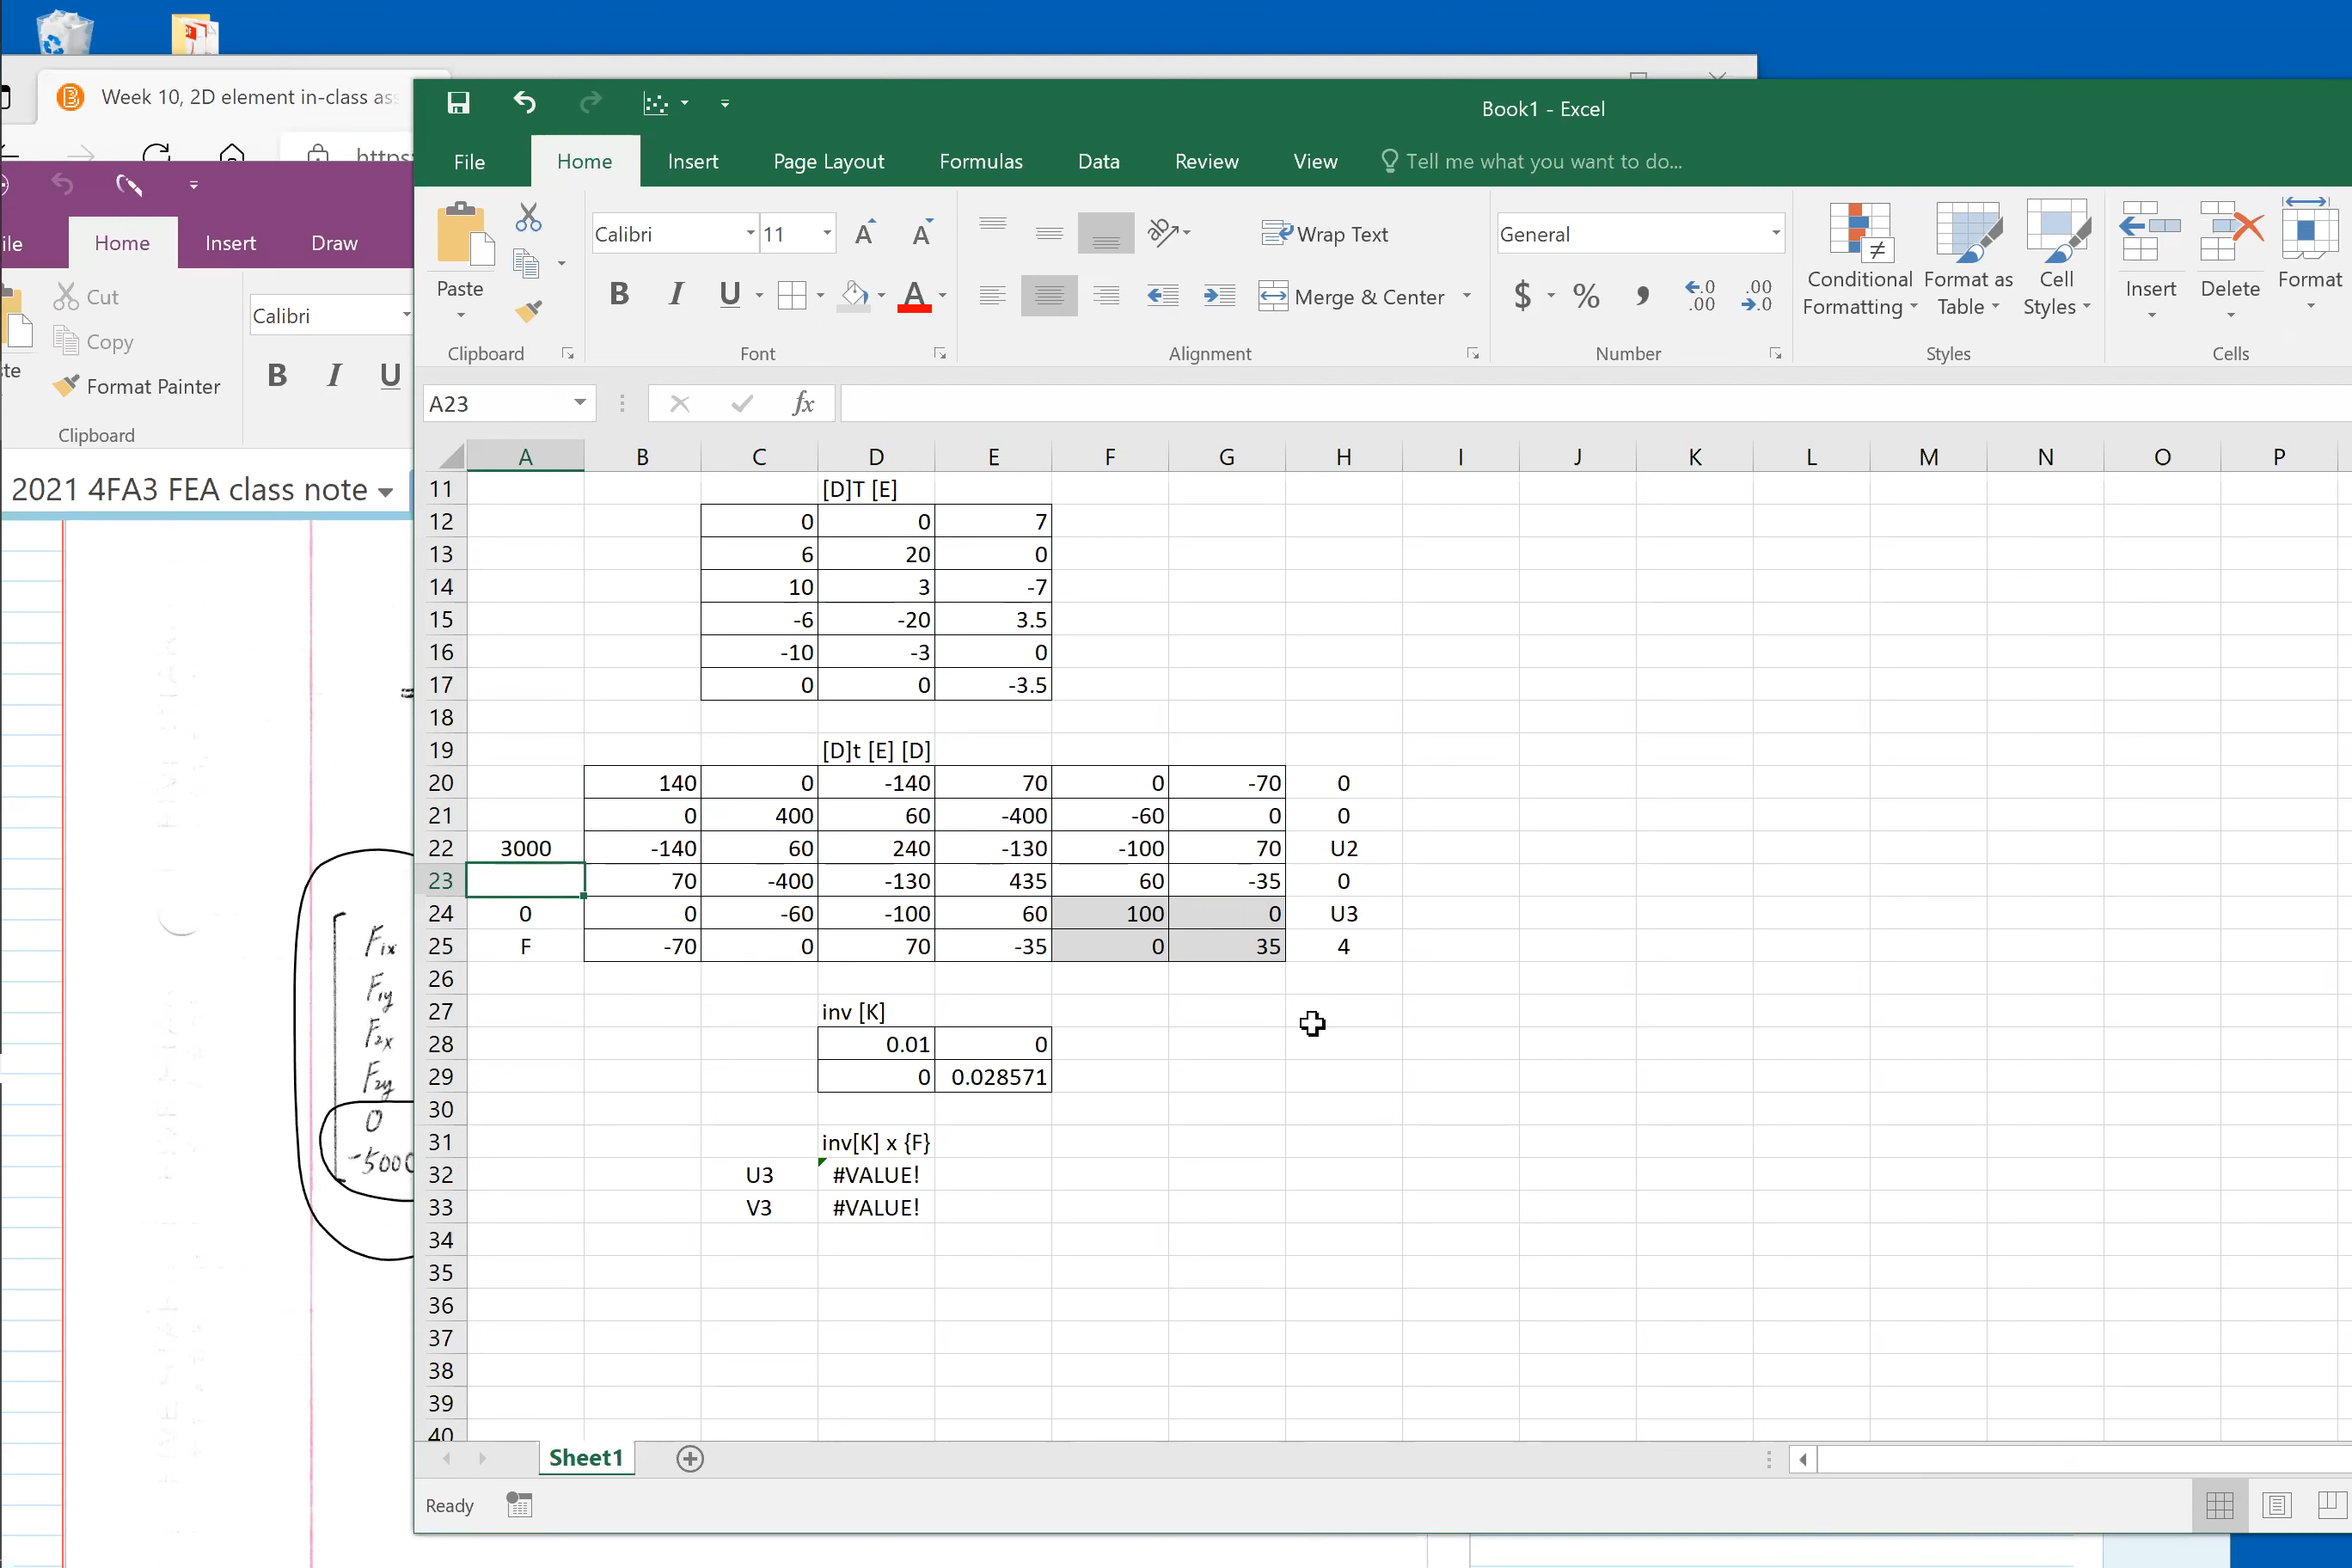 Week 10, 2D element in-class as
https
Book1 - Excel
File Home Insert Page Layout Formulas Data Review View Tell me what you want to do...
Calibri 11 Wrap Text General
Paste B I U Merge & Center $ % , Conditional Formatting Format as Table Cell Styles Insert Delete Format
Clipboard Font Alignment Number Styles Cells
ile Home Insert Draw
Cut
Copy
Format Painter
Calibri
B I U
Clipboard
2021 4FA3 FEA class note
A23 fx
A B C D E F G H I J K L M N O P
11 [D]T [E]
12 0 0 7
13 6 20 0
14 10 3 -7
15 -6 -20 3.5
16 -10 -3 0
17 0 0 -3.5
18
19 [D]t [E] [D]
20 140 0 -140 70 0 -70 0
21 0 400 60 -400 -60 0 0
22 3000 -140 60 240 -130 -100 70 U2
23 70 -400 -130 435 60 -35 0
24 0 0 -60 -100 60 100 0 U3
25 F -70 0 70 -35 0 35 4
26
27 inv [K]
28 0.01 0
29 0 0.028571
30
31 inv[K] x {F}
32 U3 #VALUE!
33 V3 #VALUE!
34
35
36
37
38
39
40
F1x
F1y
F2x
F2y
0
-5000
Sheet1
Ready